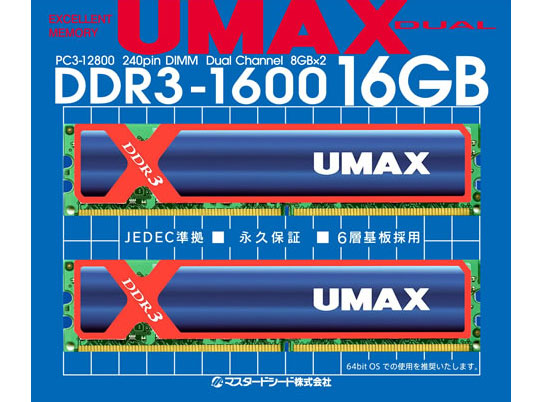 EXCELLENT
MEMORY
UMAX DUAL
PC3-12800 240pin DIMM Dual Channel 8GB×2
DDR3-1600 16GB
DDR3
UMAX
JEDEC準拠 ■ 永久保証 ■ 6層基板採用
DDR3
UMAX
64bit OS での使用を推奨いたします。
マスタードシード株式会社